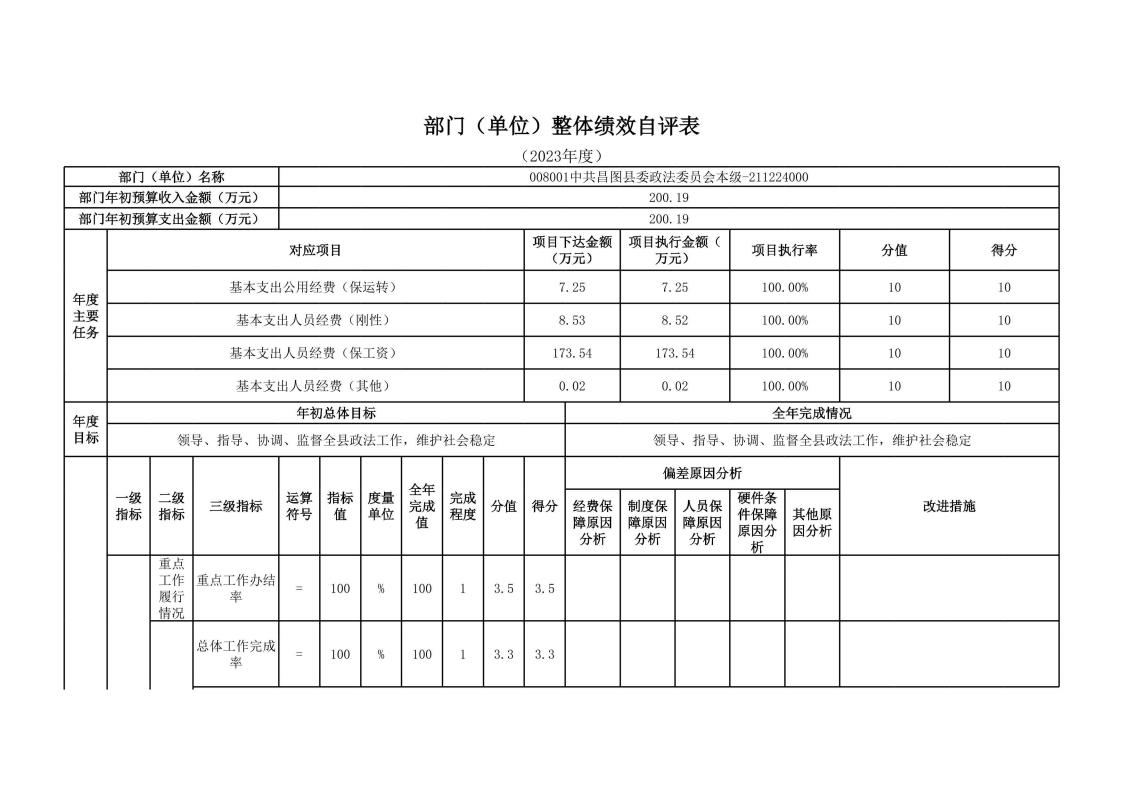 部门（单位）整体绩效自评表
（2023年度）
部门（单位）名称 008001中共昌图县委政法委员会本级-211224000
部门年初预算收入金额（万元） 200.19
部门年初预算支出金额（万元） 200.19
年度主要任务 对应项目 项目下达金额（万元） 项目执行金额（万元） 项目执行率 分值 得分
基本支出公用经费（保运转） 7.25 7.25 100.00% 10 10
基本支出人员经费（刚性） 8.53 8.52 100.00% 10 10
基本支出人员经费（保工资） 173.54 173.54 100.00% 10 10
基本支出人员经费（其他） 0.02 0.02 100.00% 10 10
年度目标 年初总体目标 全年完成情况
领导、指导、协调、监督全县政法工作，维护社会稳定 领导、指导、协调、监督全县政法工作，维护社会稳定
一级指标 二级指标 三级指标 运算符号 指标值 度量单位 全年完成值 完成程度 分值 得分 偏差原因分析 改进措施
经费保障原因分析 制度保障原因分析 人员保障原因分析 硬件条件保障原因分析 其他原因分析
重点工作履行情况 重点工作办结率 = 100 % 100 1 3.5 3.5
总体工作完成率 = 100 % 100 1 3.3 3.3